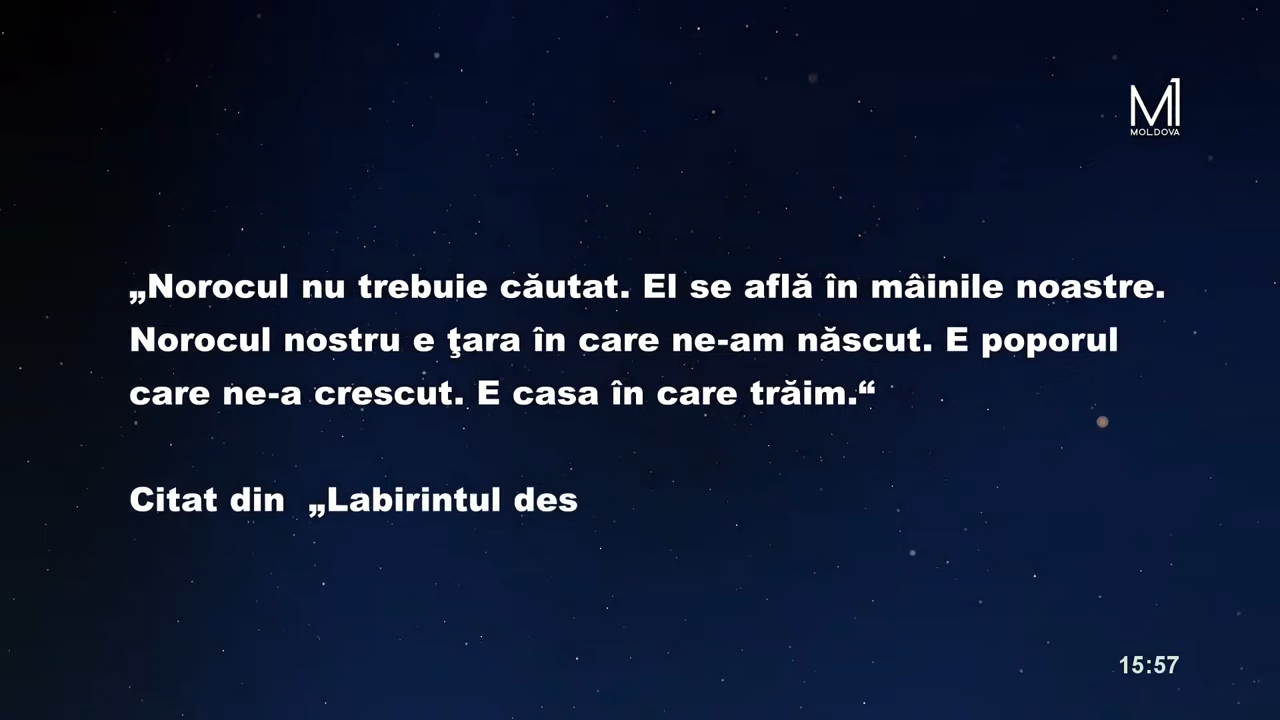 M1
MOLDOVA
„Norocul nu trebuie căutat. El se află în mâinile noastre.
Norocul nostru e ţara în care ne-am născut. E poporul
care ne-a crescut. E casa în care trăim.“
Citat din „Labirintul des
15:57